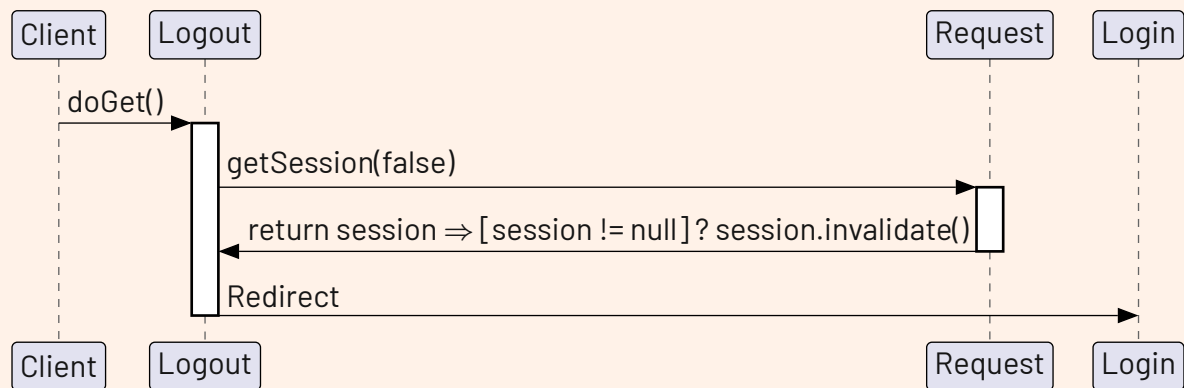 Client Logout Request Login
doGet()
getSession(false)
return session ⇒ [session != null] ? session.invalidate()
Redirect
Client Logout Request Login